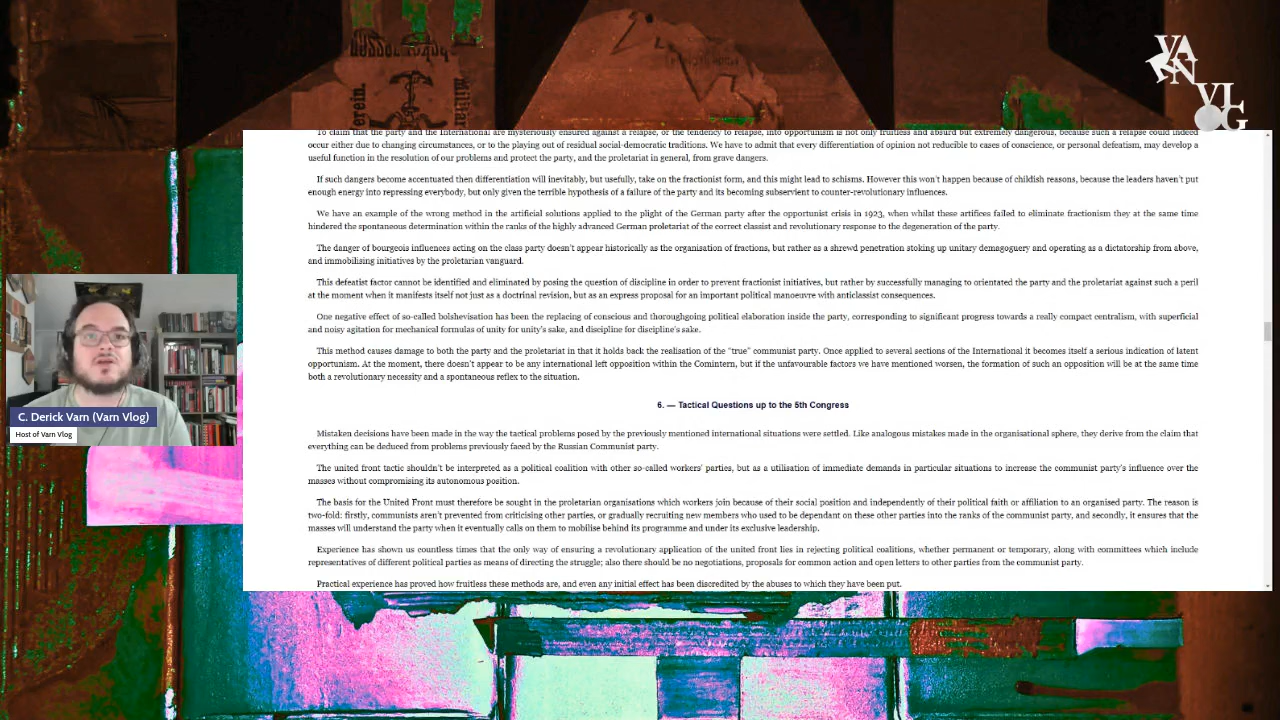 VARN
VLOG
To claim that the party and the International are mysteriously ensured against a relapse, or the tendency to relapse, into opportunism is not only fruitless and absurd but extremely dangerous, because such a relapse could indeed
occur either due to changing circumstances, or to the playing out of residual social-democratic traditions. We have to admit that every differentiation of opinion not reducible to cases of conscience, or personal defeatism, may develop a
useful function in the resolution of our problems and protect the party, and the proletariat in general, from grave dangers.
If such dangers become accentuated then differentiation will inevitably, but usefully, take on the fractionist form, and this might lead to schisms. However this won't happen because of childish reasons, because the leaders haven't put
enough energy into repressing everybody, but only given the terrible hypothesis of a failure of the party and its becoming subservient to counter-revolutionary influences.
We have an example of the wrong method in the artificial solutions applied to the plight of the German party after the opportunist crisis in 1923, when whilst these artifices failed to eliminate fractionism they at the same time
hindered the spontaneous determination within the ranks of the highly advanced German proletariat of the correct classist and revolutionary response to the degeneration of the party.
The danger of bourgeois influences acting on the class party doesn't appear historically as the organisation of fractions, but rather as a shrewd penetration stoking up unitary demagoguery and operating as a dictatorship from above,
and immobilising initiatives by the proletarian vanguard.
This defeatist factor cannot be identified and eliminated by posing the question of discipline in order to prevent fractionist initiatives, but rather by successfully managing to orientated the party and the proletariat against such a peril
at the moment when it manifests itself not just as a doctrinal revision, but as an express proposal for an important political manoeuvre with anticlassist consequences.
One negative effect of so-called bolshevisation has been the replacing of conscious and thoroughgoing political elaboration inside the party, corresponding to significant progress towards a really compact centralism, with superficial
and noisy agitation for mechanical formulas of unity for unity's sake, and discipline for discipline's sake.
This method causes damage to both the party and the proletariat in that it holds back the realisation of the "true" communist party. Once applied to several sections of the International it becomes itself a serious indication of latent
opportunism. At the moment, there doesn't appear to be any international left opposition within the Comintern, but if the unfavourable factors we have mentioned worsen, the formation of such an opposition will be at the same time
both a revolutionary necessity and a spontaneous reflex to the situation.
6. — Tactical Questions up to the 5th Congress
Mistaken decisions have been made in the way the tactical problems posed by the previously mentioned international situations were settled. Like analogous mistakes made in the organisational sphere, they derive from the claim that
everything can be deduced from problems previously faced by the Russian Communist party.
The united front tactic shouldn't be interpreted as a political coalition with other so-called workers' parties, but as a utilisation of immediate demands in particular situations to increase the communist party's influence over the
masses without compromising its autonomous position.
The basis for the United Front must therefore be sought in the proletarian organisations which workers join because of their social position and independently of their political faith or affiliation to an organised party. The reason is
two-fold: firstly, communists aren't prevented from criticising other parties, or gradually recruiting new members who used to be dependant on these other parties into the ranks of the communist party, and secondly, it ensures that the
masses will understand the party when it eventually calls on them to mobilise behind its programme and under its exclusive leadership.
Experience has shown us countless times that the only way of ensuring a revolutionary application of the united front lies in rejecting political coalitions, whether permanent or temporary, along with committees which include
representatives of different political parties as means of directing the struggle; also there should be no negotiations, proposals for common action and open letters to other parties from the communist party.
Practical experience has proved how fruitless these methods are, and even any initial effect has been discredited by the abuses to which they have been put.
C. Derick Varn (Varn Vlog)
Host of Varn Vlog